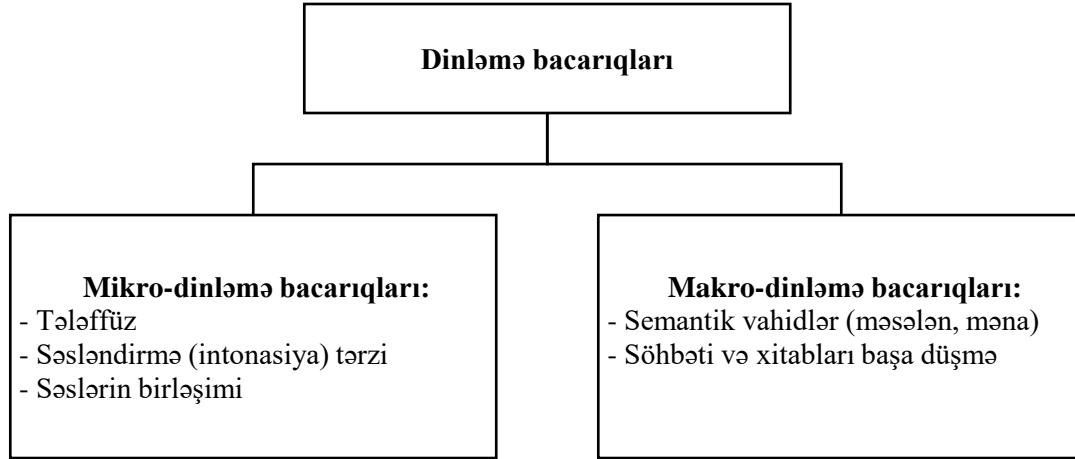 Dinləmə bacarıqları
Mikro-dinləmə bacarıqları:
- Tələffüz
- Səsləndirmə (intonasiya) tərzi
- Səslərin birləşimi
Makro-dinləmə bacarıqları:
- Semantik vahidlər (məsələn, məna)
- Söhbəti və xitabları başa düşmə